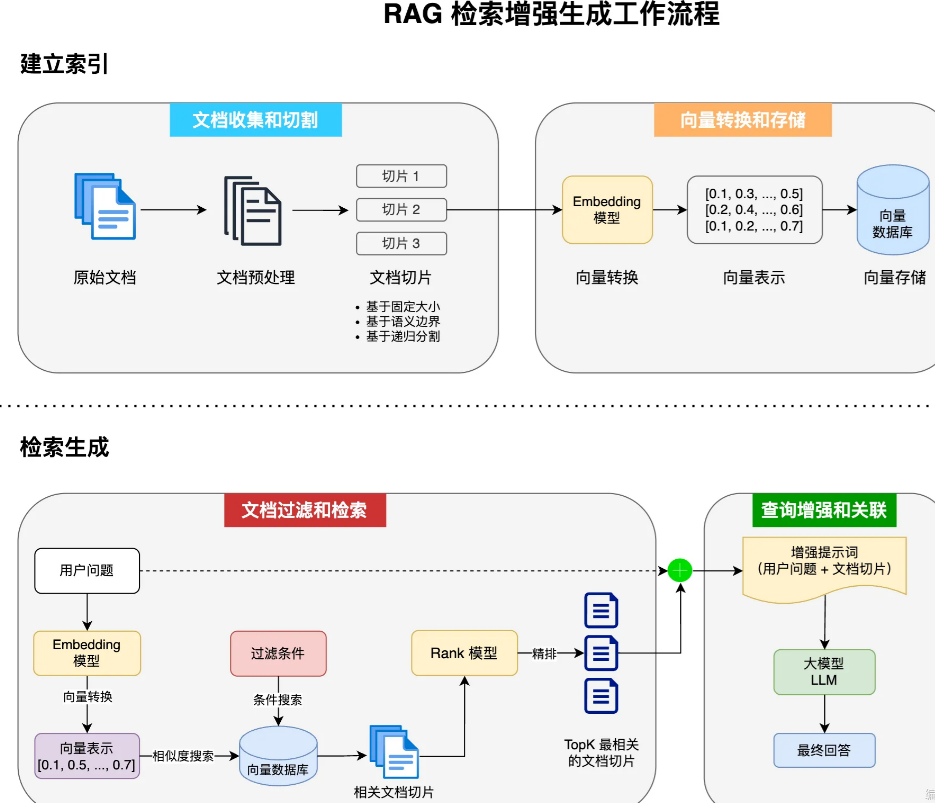 RAG 检索增强生成工作流程
建立索引
文档收集和切割
向量转换和存储
切片 1
切片 2
切片 3
Embedding
模型
[0.1, 0.3, ..., 0.5]
[0.2, 0.4, ..., 0.6]
[0.1, 0.2, ..., 0.7]
向量
数据库
原始文档
文档预处理
文档切片
向量转换
向量表示
向量存储
• 基于固定大小
• 基于语义边界
• 基于递归分割
检索生成
文档过滤和检索
查询增强和关联
用户问题
增强提示词
(用户问题 + 文档切片)
Embedding
模型
过滤条件
Rank 模型
精排
大模型
LLM
向量转换
条件搜索
向量表示
[0.1, 0.5, ..., 0.7]
相似度搜索
向量数据库
相关文档切片
TopK 最相关
的文档切片
最终回答